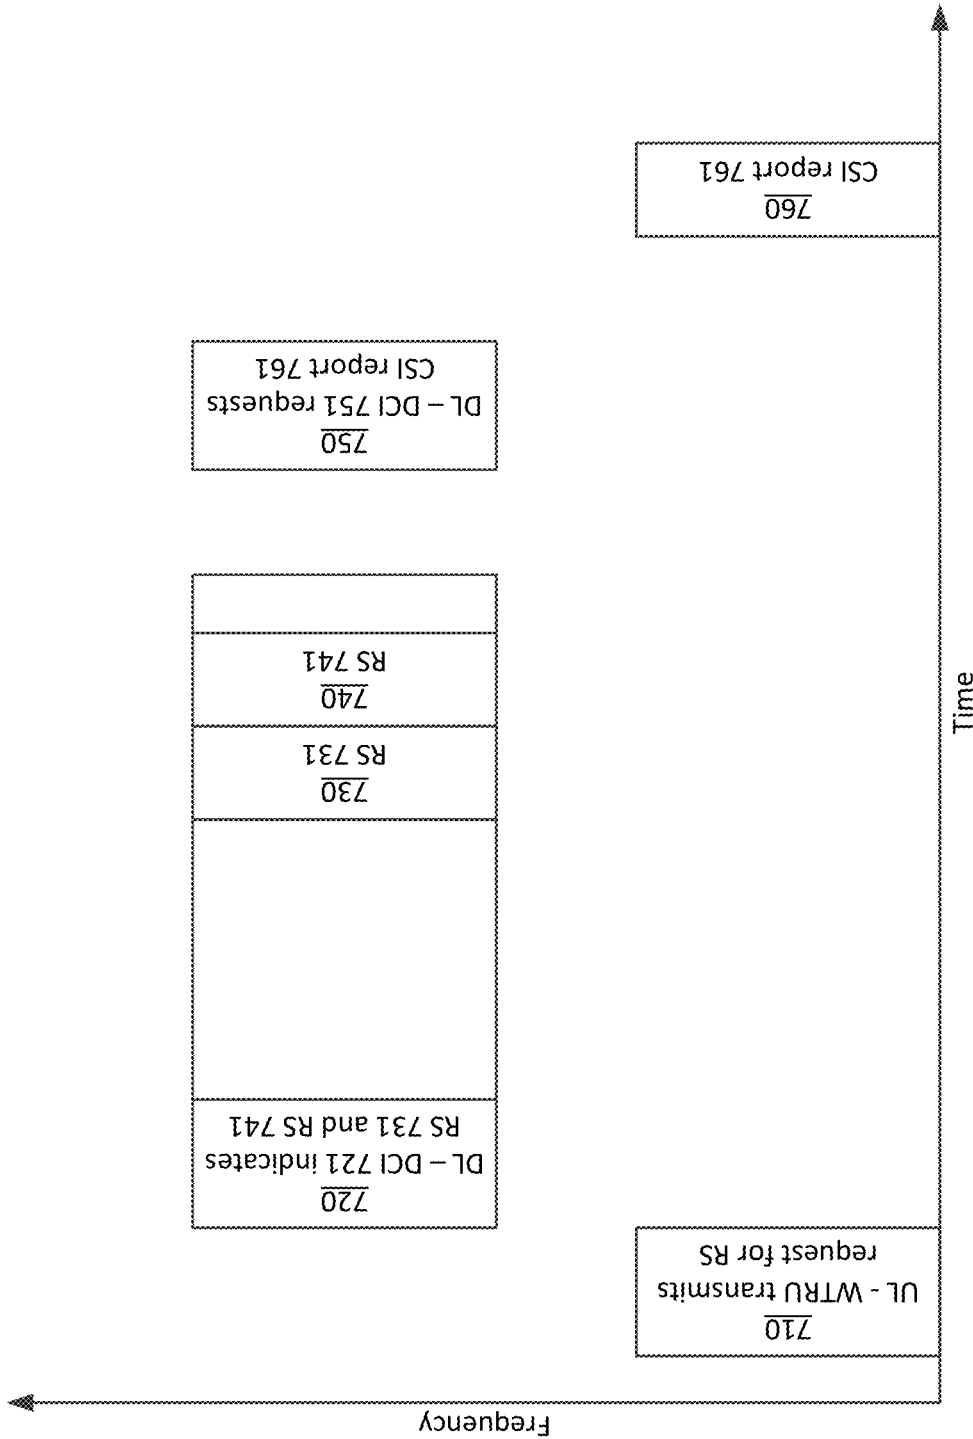 Frequency
710
UL - WTRU transmits
request for RS
720
DL – DCI 721 indicates
RS 731 and RS 741
730
RS 731
740
RS 741
750
DL – DCI 751 requests
CSI report 761
760
CSI report 761
Time